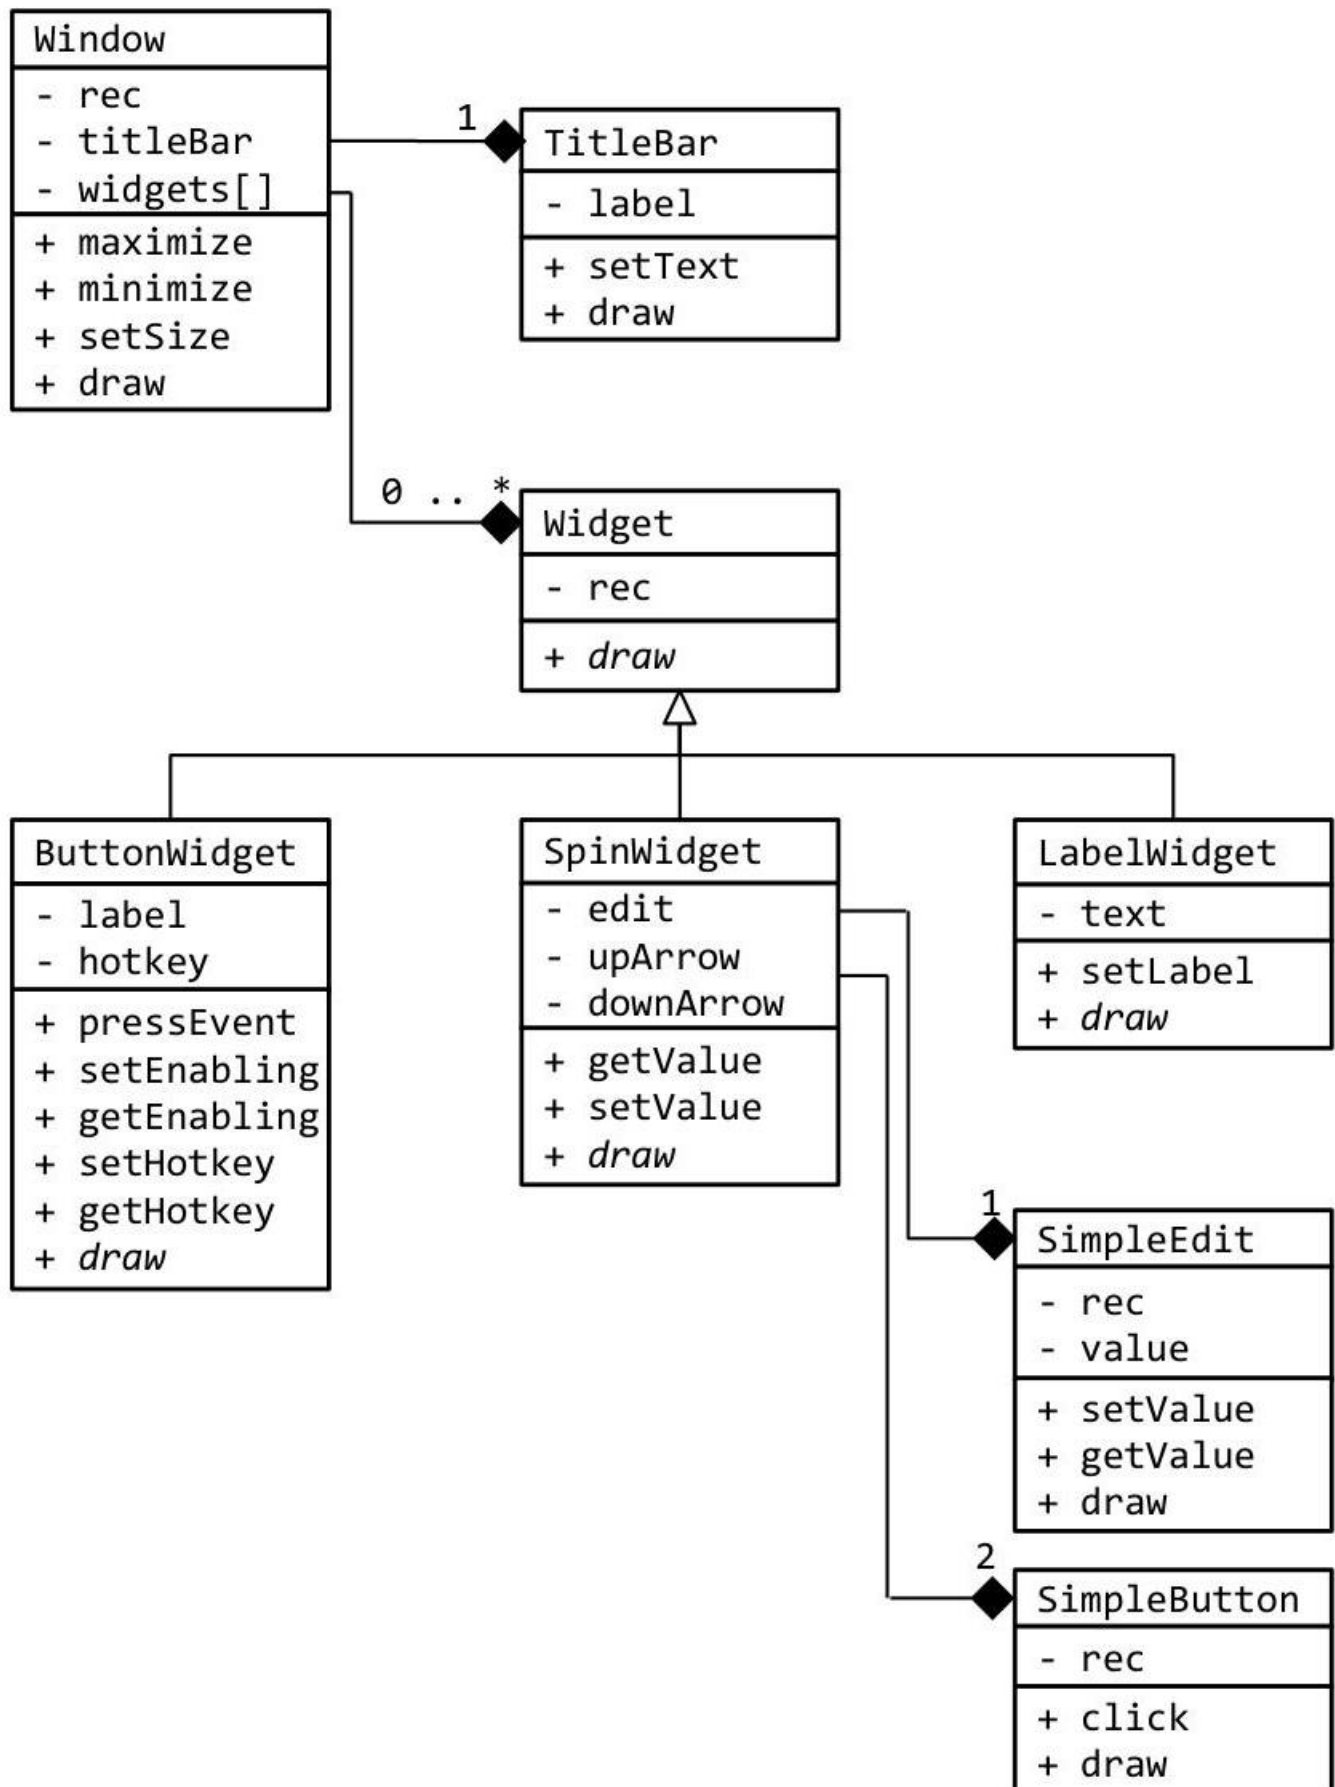 Window
- rec
- titleBar
- widgets[]
+ maximize
+ minimize
+ setSize
+ draw
1
TitleBar
- label
+ setText
+ draw
0 .. *
Widget
- rec
+ draw
ButtonWidget
- label
- hotkey
+ pressEvent
+ setEnabling
+ getEnabling
+ setHotkey
+ getHotkey
+ draw
SpinWidget
- edit
- upArrow
- downArrow
+ getValue
+ setValue
+ draw
LabelWidget
- text
+ setLabel
+ draw
1
SimpleEdit
- rec
- value
+ setValue
+ getValue
+ draw
2
SimpleButton
- rec
+ click
+ draw